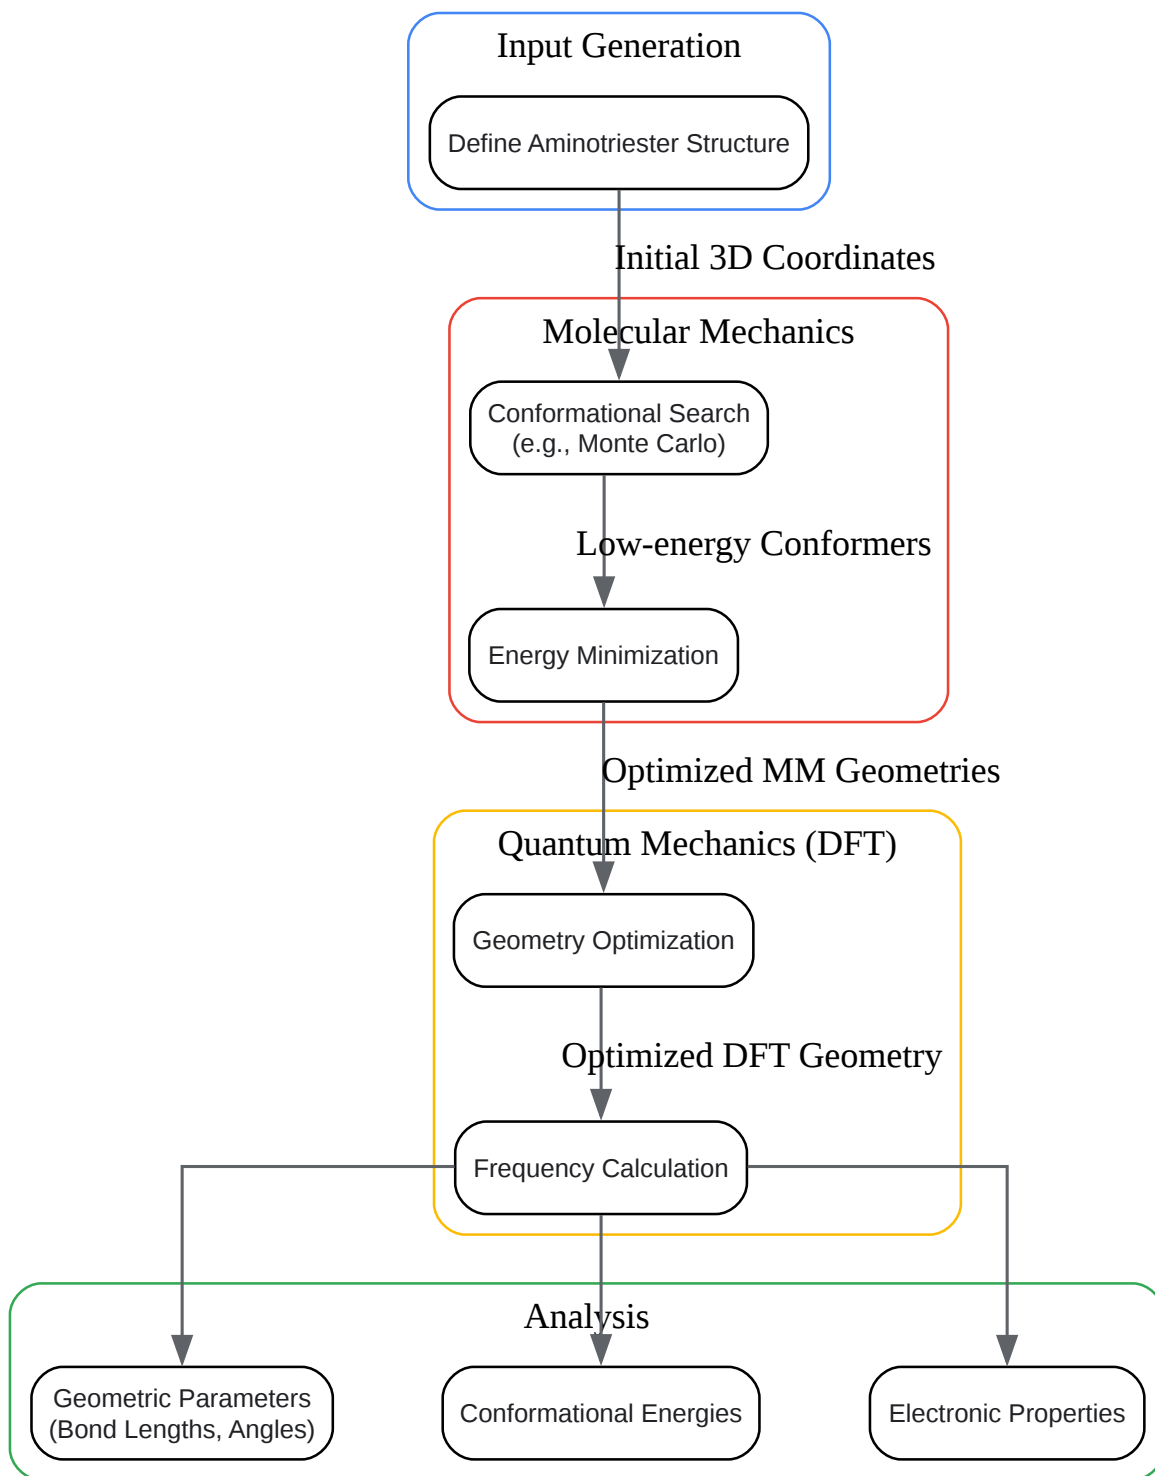 Input Generation
Define Aminotriester Structure
Initial 3D Coordinates
Molecular Mechanics
Conformational Search
(e.g., Monte Carlo)
Low-energy Conformers
Energy Minimization
Optimized MM Geometries
Quantum Mechanics (DFT)
Geometry Optimization
Optimized DFT Geometry
Frequency Calculation
Analysis
Geometric Parameters
(Bond Lengths, Angles)
Conformational Energies
Electronic Properties